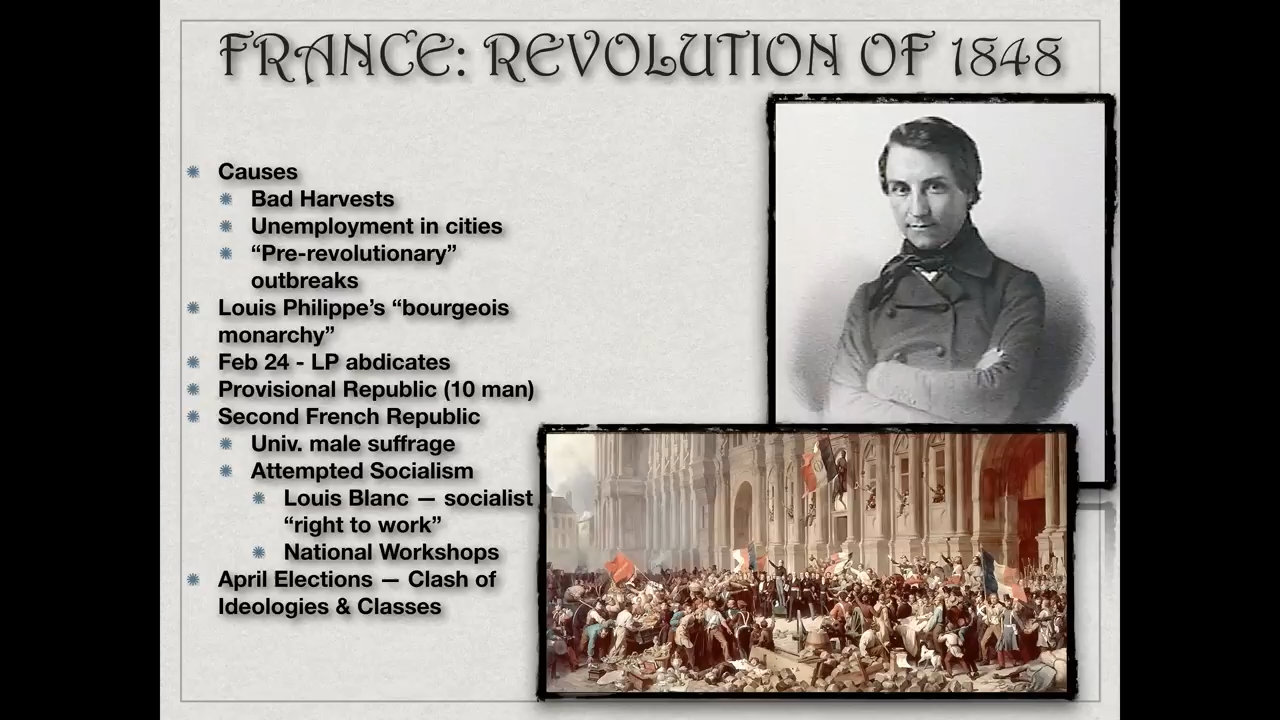 FRANCE: REVOLUTION OF 1848
Causes
Bad Harvests
Unemployment in cities
“Pre-revolutionary”
outbreaks
Louis Philippe’s “bourgeois
monarchy”
Feb 24 - LP abdicates
Provisional Republic (10 man)
Second French Republic
Univ. male suffrage
Attempted Socialism
Louis Blanc — socialist
“right to work”
National Workshops
April Elections — Clash of
Ideologies & Classes